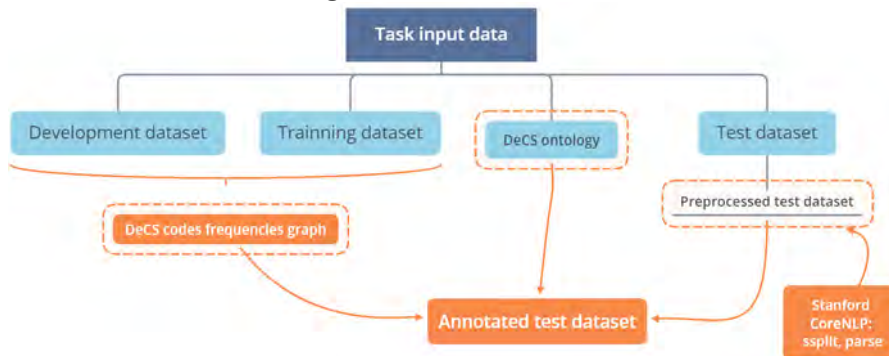 Task input data
Development dataset
Trainning dataset
DeCS ontology
Test dataset
Preprocessed test dataset
DeCS codes frequencies graph
Annotated test dataset
Stanford
CoreNLP:
ssplit, parse